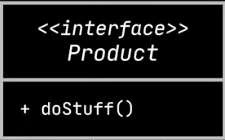 <<interface>>
Product
+ doStuff()